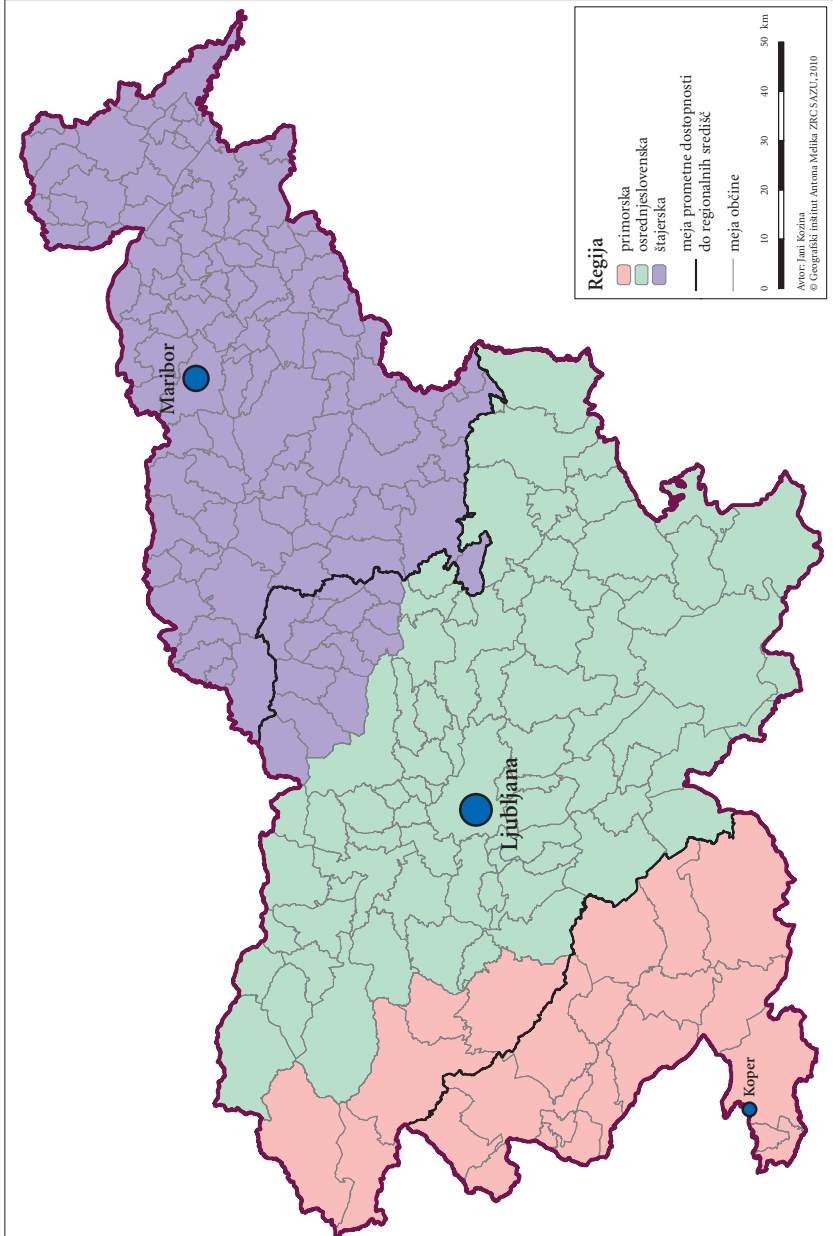 Maribor
Ljubljana
Koper
Regija
primorska
osrednjeslovenska
štajerska
meja prometne dostopnosti
do regionalnih središč
meja občine
0 10 20 30 40 50 km
Avtor: Jani Kozina
© Geografski inštitut Antona Melika ZRC SAZU, 2010